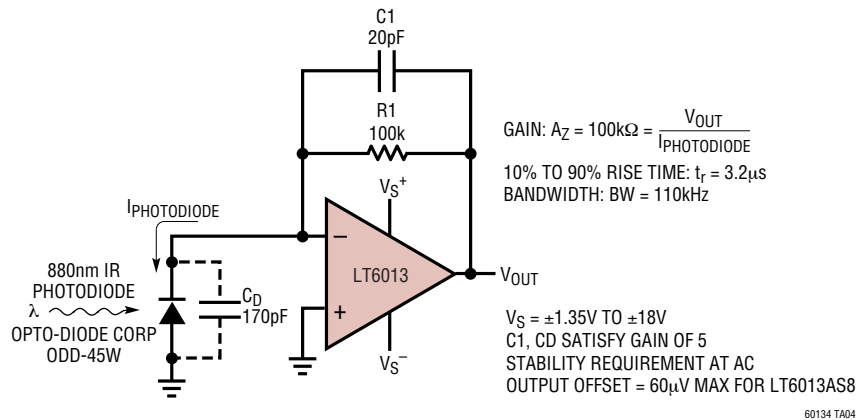 C1
20pF
R1
100k
GAIN: AZ = 100kΩ = VOUT / IPHOTODIODE
10% TO 90% RISE TIME: tr = 3.2µs
BANDWIDTH: BW = 110kHz
VS+
IPHOTODIODE
–
LT6013
+
VOUT
880nm IR
PHOTODIODE
λ
OPTO-DIODE CORP
ODD-45W
CD
170pF
VS–
VS = ±1.35V TO ±18V
C1, CD SATISFY GAIN OF 5
STABILITY REQUIREMENT AT AC
OUTPUT OFFSET = 60µV MAX FOR LT6013AS8
60134 TA04